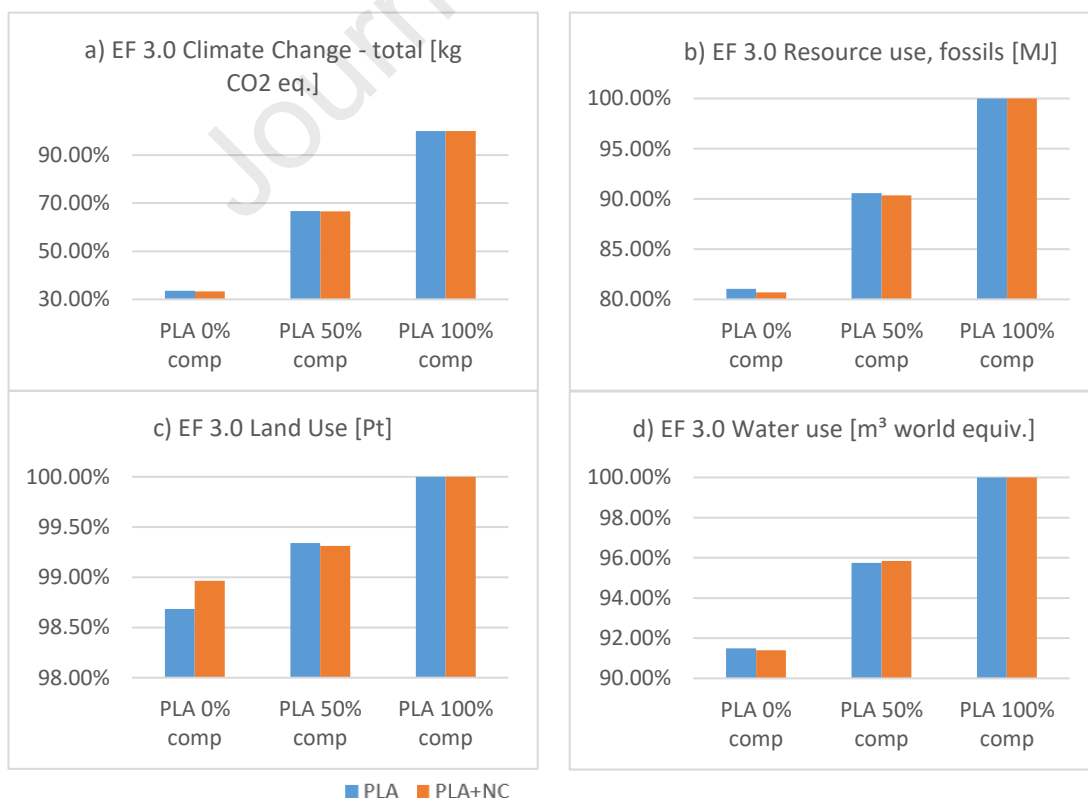 Journ
a) EF 3.0 Climate Change - total [kg
CO2 eq.]
90.00%
70.00%
50.00%
30.00%
PLA 0%
comp
PLA 50%
comp
PLA 100%
comp
b) EF 3.0 Resource use, fossils [MJ]
100.00%
95.00%
90.00%
85.00%
80.00%
PLA 0%
comp
PLA 50%
comp
PLA 100%
comp
c) EF 3.0 Land Use [Pt]
100.00%
99.50%
99.00%
98.50%
98.00%
PLA 0%
comp
PLA 50%
comp
PLA 100%
comp
d) EF 3.0 Water use [m³ world equiv.]
100.00%
98.00%
96.00%
94.00%
92.00%
90.00%
PLA 0%
comp
PLA 50%
comp
PLA 100%
comp
PLA PLA+NC